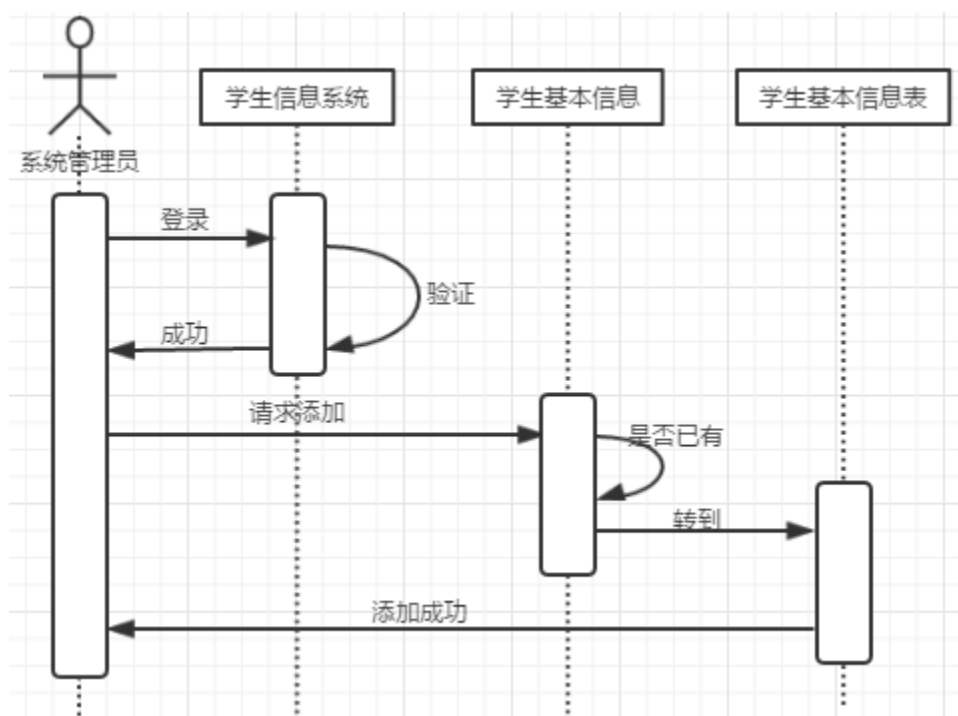 学生信息系统
学生基本信息
学生基本信息表
系统管理员
登录
验证
成功
请求添加
是否已有
转到
添加成功